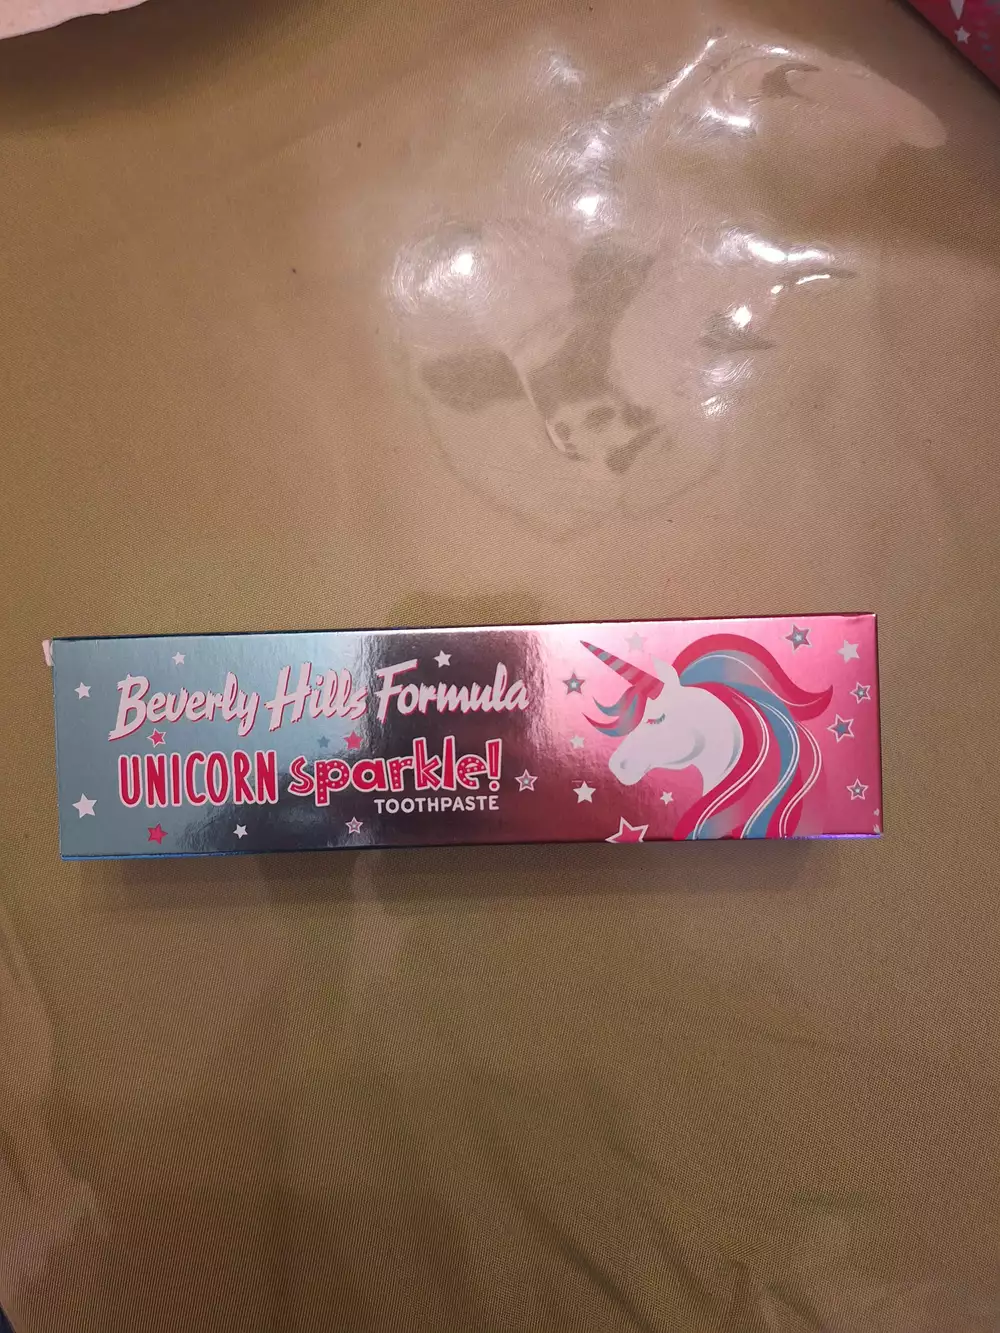 Beverly Hills Formula
UNICORN sparkle!
TOOTHPASTE